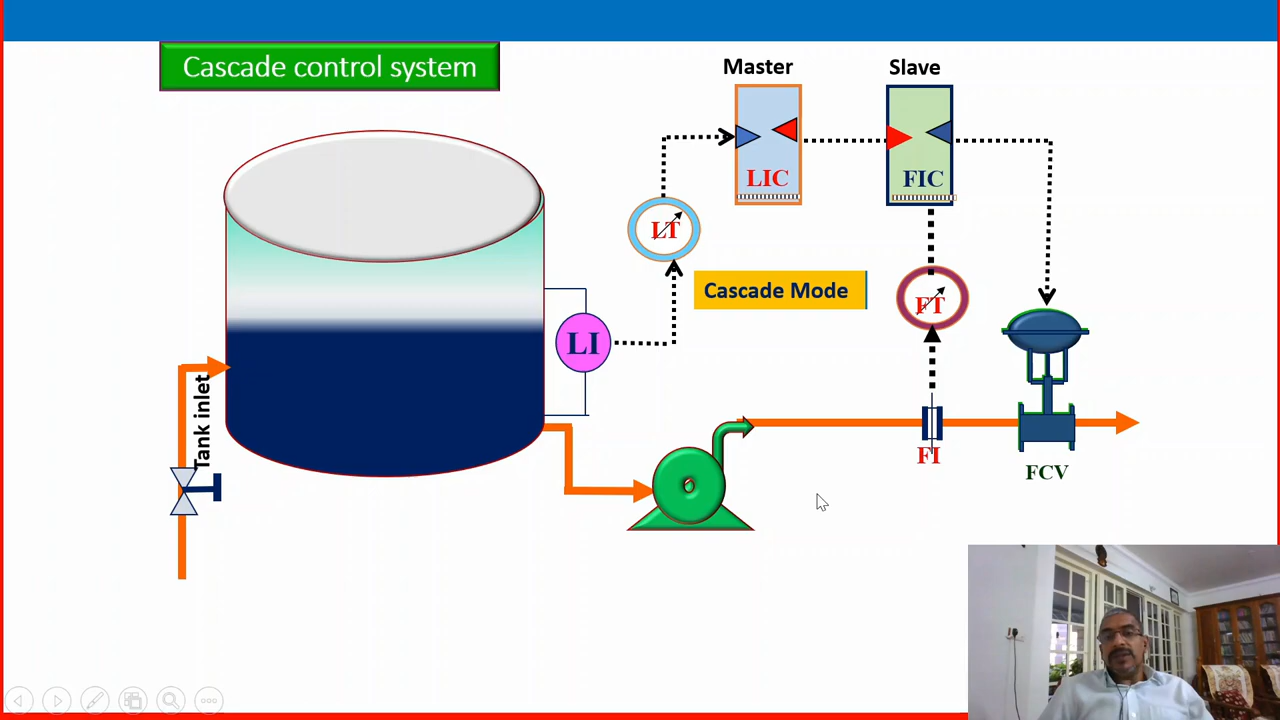 Cascade control system
Master
Slave
LIC
FIC
LT
Cascade Mode
FT
LI
Tank inlet
FI
FCV